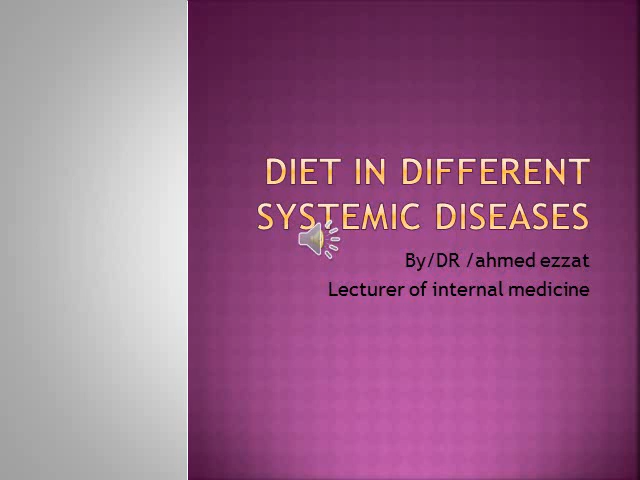 DIET IN DIFFERENT
SYSTEMIC DISEASES
By/DR /ahmed ezzat
Lecturer of internal medicine